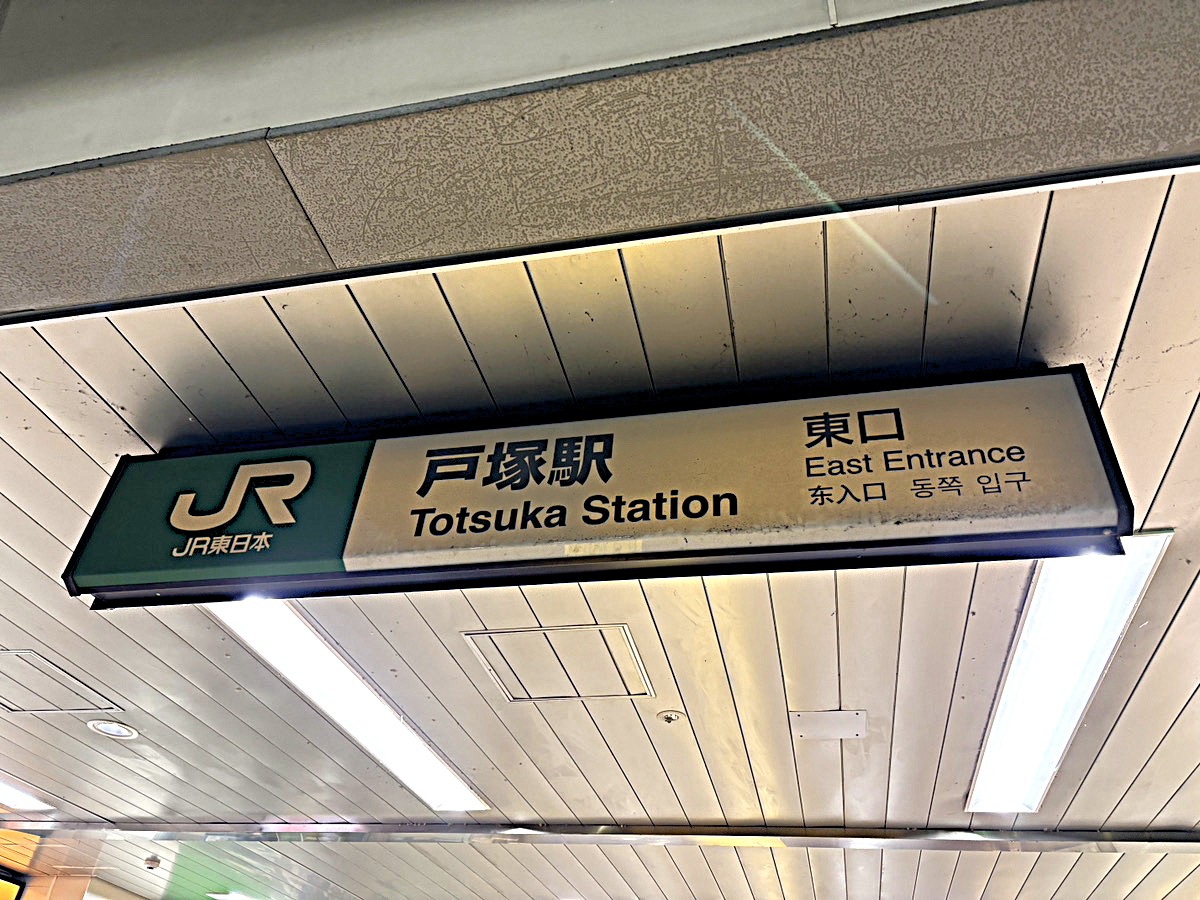 JR
JR東日本
戸塚駅
Totsuka Station
東口
East Entrance
东入口 동쪽 입구